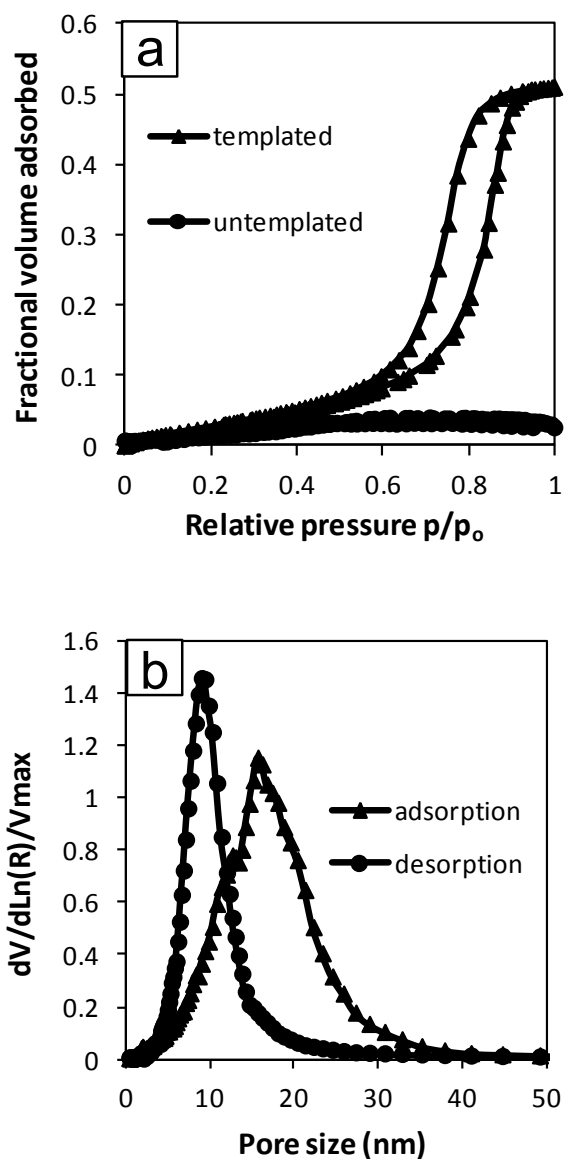 a
Fractional volume adsorbed
0.6
0.5
0.4
0.3
0.2
0.1
0
templated
untemplated
0 0.2 0.4 0.6 0.8 1
Relative pressure p/pₒ
b
dV/dLn(R)/Vmax
1.6
1.4
1.2
1
0.8
0.6
0.4
0.2
0
adsorption
desorption
0 10 20 30 40 50
Pore size (nm)